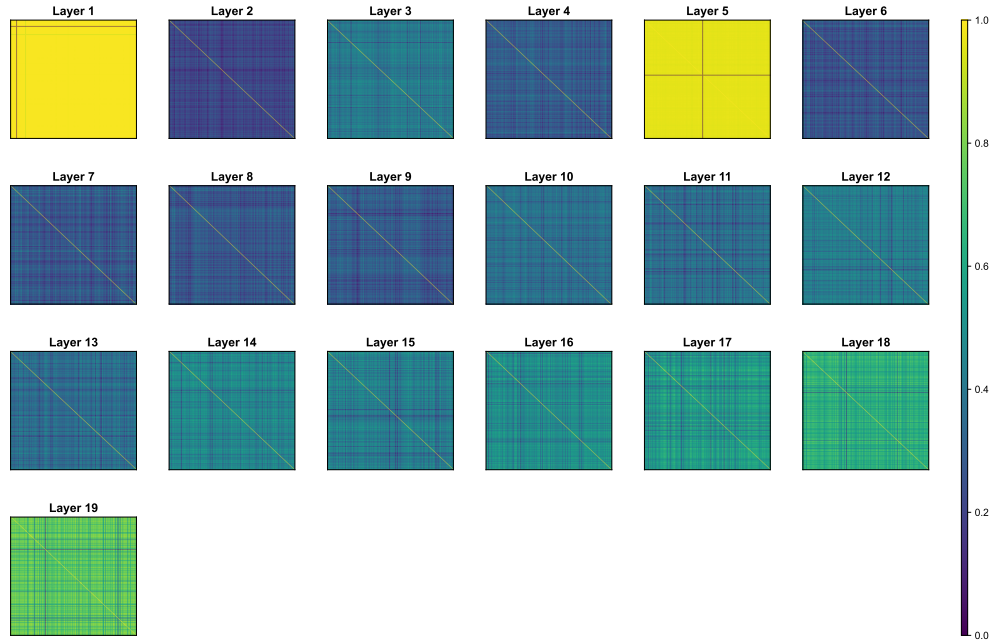 Layer 1
Layer 2
Layer 3
Layer 4
Layer 5
Layer 6
1.0
0.8
0.6
0.4
0.2
0.0
Layer 7
Layer 8
Layer 9
Layer 10
Layer 11
Layer 12
Layer 13
Layer 14
Layer 15
Layer 16
Layer 17
Layer 18
Layer 19